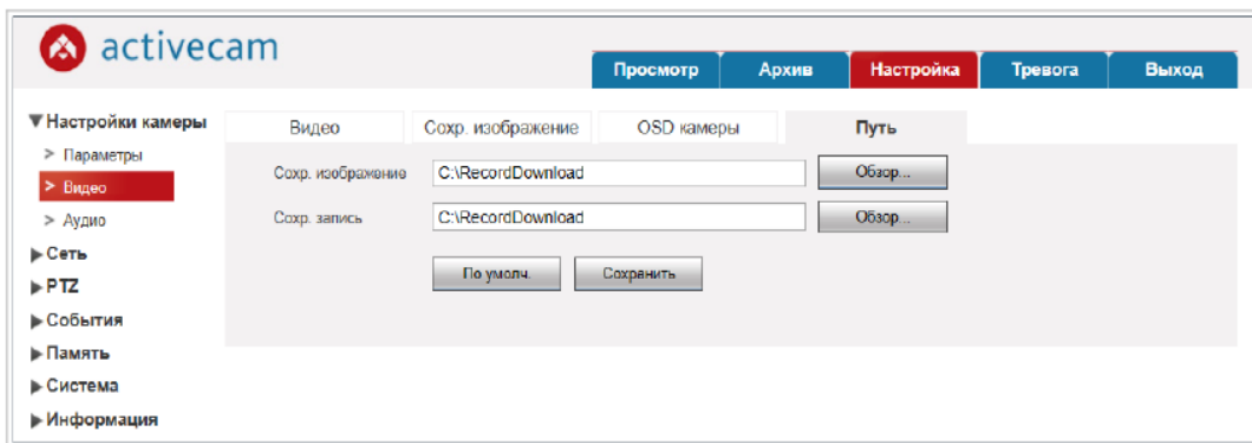 activecam
Просмотр Архив Настройка Тревога Выход
Настройки камеры
Параметры
Видео
Аудио
Сеть
PTZ
События
Память
Система
Информация
Видео Сохр. изображение OSD камеры Путь
Сохр. изображение C:\RecordDownload Обзор...
Сохр. запись C:\RecordDownload Обзор...
По умолч. Сохранить